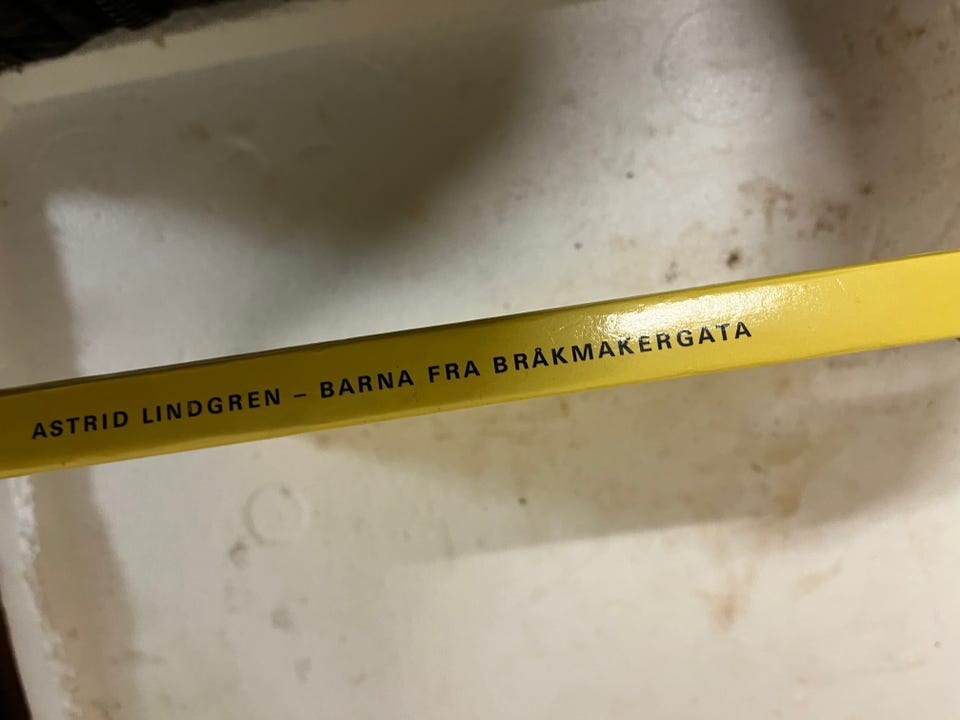 ASTRID LINDGREN – BARNA FRA BRÅKMAKERGATA